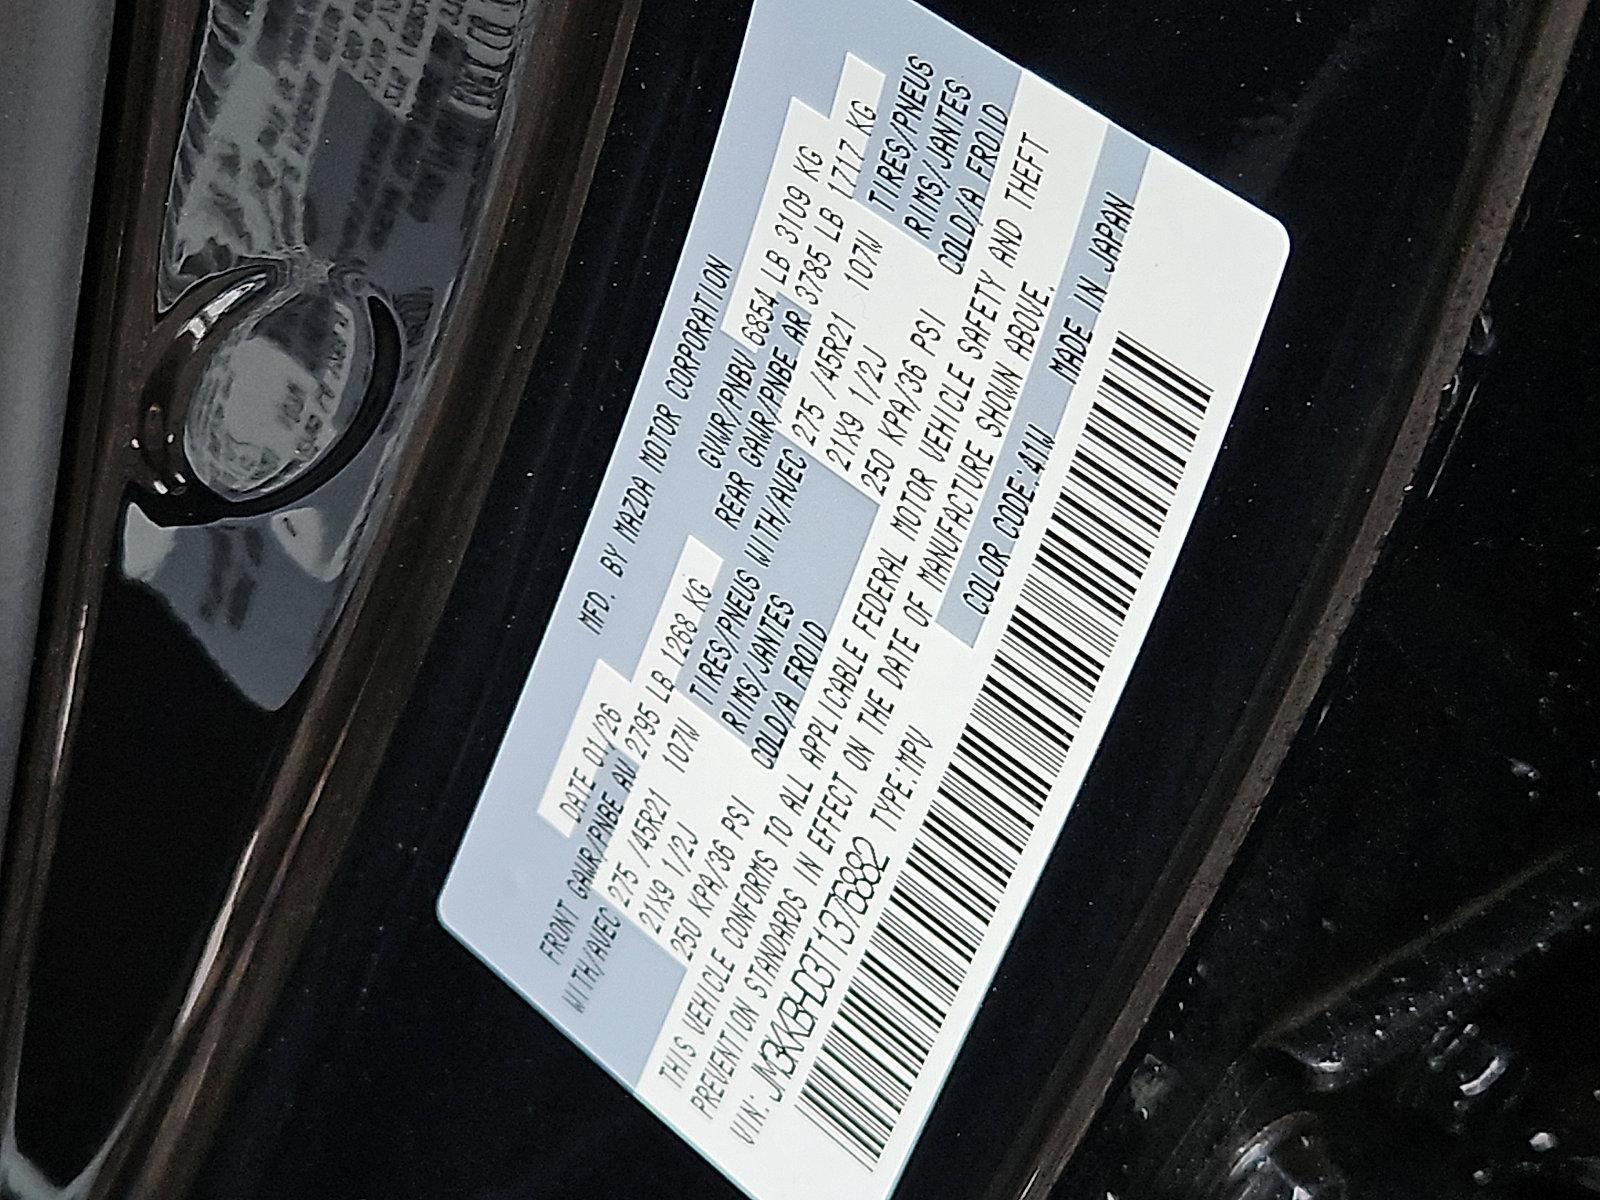 MFD. BY MAZDA MOTOR CORPORATION
DATE 01/26 GVWR/PNBV 6854 LB 3109 KG
FRONT GAWR/PNBE AV 2795 LB 1268 KG REAR GAWR/PNBE AR 3785 LB 1717 KG
WITH/AVEC 275 /45R21 107W TIRES/PNEUS WITH/AVEC 275 /45R21 107W TIRES/PNEUS
21X9 1/2J RIMS/JANTES 21X9 1/2J RIMS/JANTES
250 KPA/36 PSI COLD/A FROID 250 KPA/36 PSI COLD/A FROID
THIS VEHICLE CONFORMS TO ALL APPLICABLE FEDERAL MOTOR VEHICLE SAFETY AND THEFT
PREVENTION STANDARDS IN EFFECT ON THE DATE OF MANUFACTURE SHOWN ABOVE.
VIN: JM3KKBHD3T1375882 TYPE:MPV COLOR CODE:41W MADE IN JAPAN